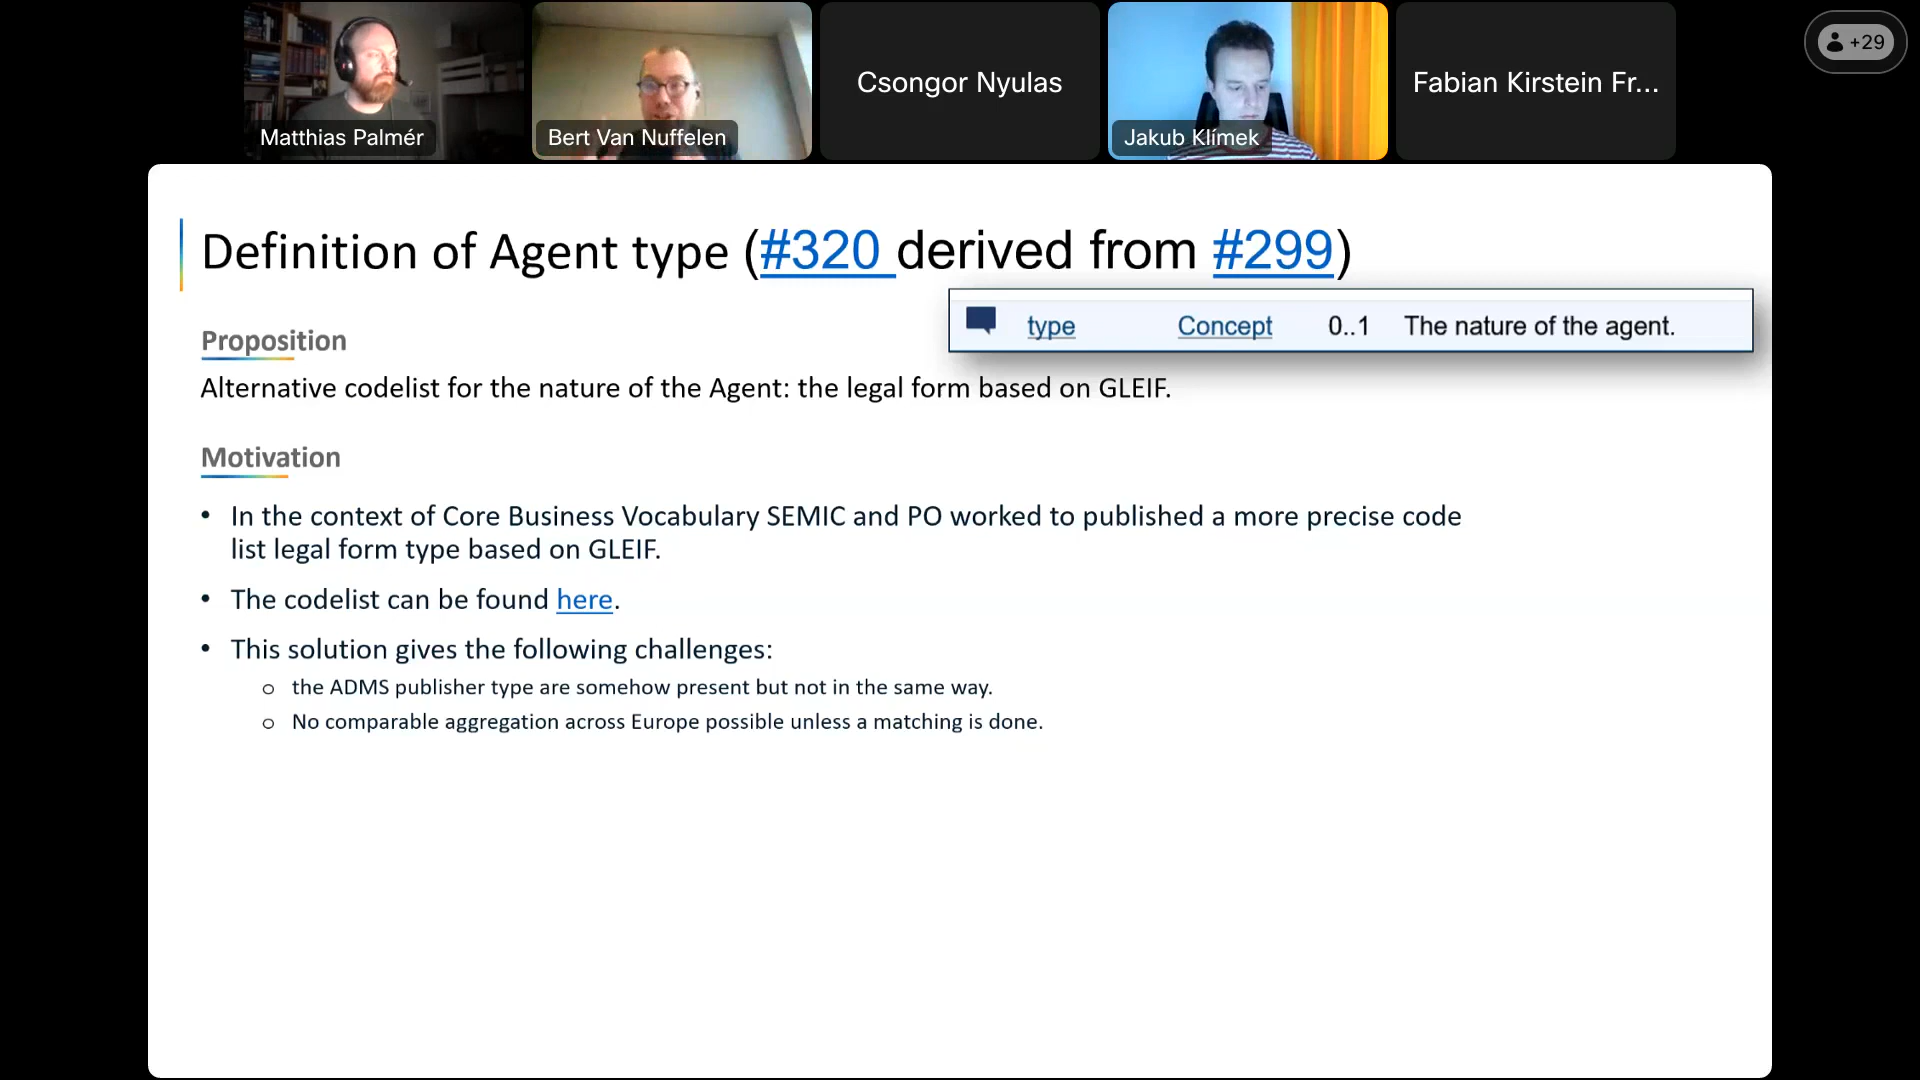 Matthias Palmér
Bert Van Nuffelen
Csongor Nyulas
Jakub Klímek
Fabian Kirstein Fr...
+29
Definition of Agent type (#320 derived from #299)
type Concept 0..1 The nature of the agent.
Proposition
Alternative codelist for the nature of the Agent: the legal form based on GLEIF.
Motivation
• In the context of Core Business Vocabulary SEMIC and PO worked to published a more precise code
list legal form type based on GLEIF.
• The codelist can be found here.
• This solution gives the following challenges:
o the ADMS publisher type are somehow present but not in the same way.
o No comparable aggregation across Europe possible unless a matching is done.